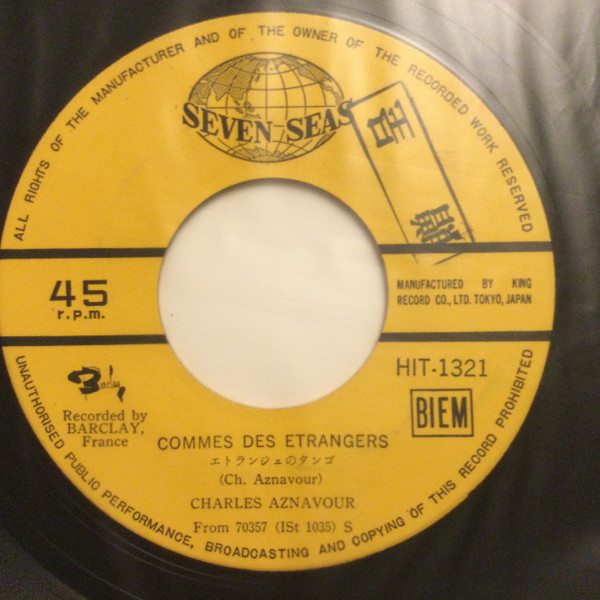 ALL RIGHTS OF THE MANUFACTURER AND OF THE OWNER OF THE RECORDED WORK RESERVED
SEVEN SEAS
呈
45
r.p.m.
MANUFACTURED BY KING
RECORD CO., LTD. TOKYO, JAPAN
HIT-1321
BIEM
Recorded by
BARCLAY,
France
COMMES DES ETRANGERS
エトランジェのタンゴ
(Ch. Aznavour)
CHARLES AZNAVOUR
From 70357 (ISt 1035) S
UNAUTHORISED PUBLIC PERFORMANCE, BROADCASTING AND COPYING OF THIS RECORD PROHIBITED